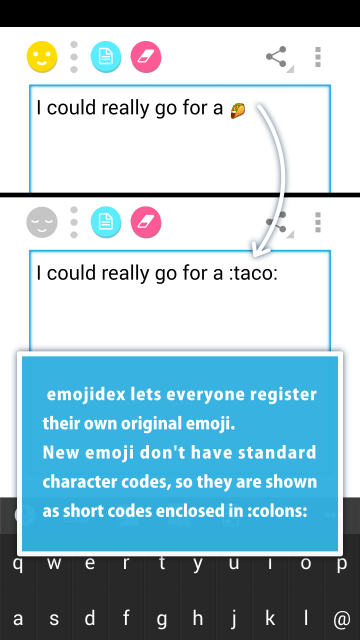 I could really go for a 🌮
I could really go for a :taco:
emojidex lets everyone register
their own original emoji.
New emoji don't have standard
character codes, so they are shown
as short codes enclosed in :colons:
q w e r t y u i o p
a s d f g h j k l @